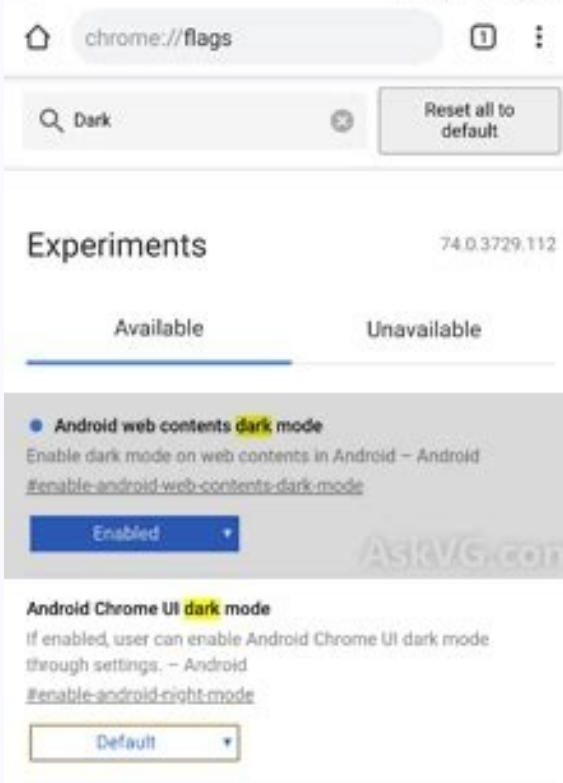 1
chrome://flags
Dark
Reset all to
default
Experiments
74.0.3729.112
Available
Unavailable
Android web contents dark mode
Enable dark mode on web contents in Android – Android
#enable-android-web-contents-dark-mode
Enabled
AskVG.com
Android Chrome UI dark mode
If enabled, user can enable Android Chrome UI dark mode
through settings. – Android
#enable-android-night-mode
Default